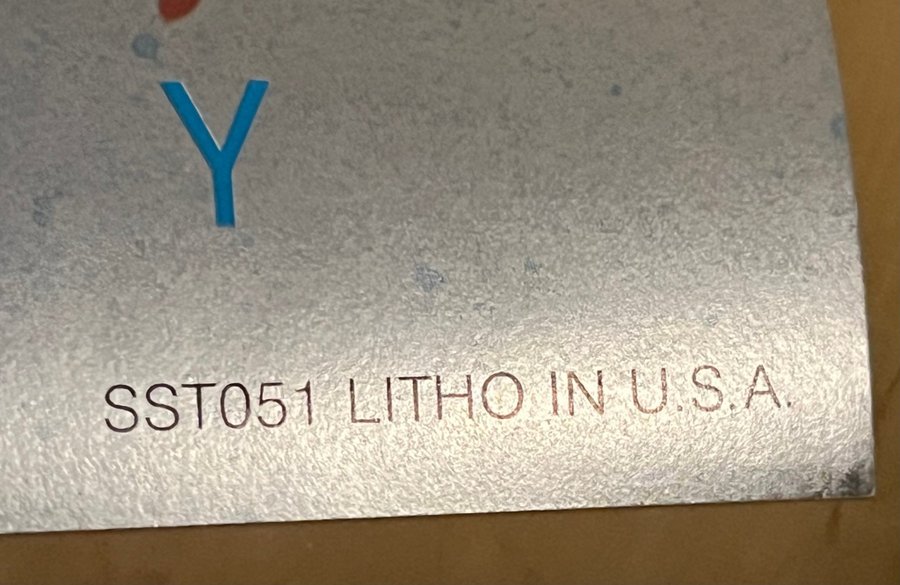 Y
SST051 LITHO IN U.S.A.